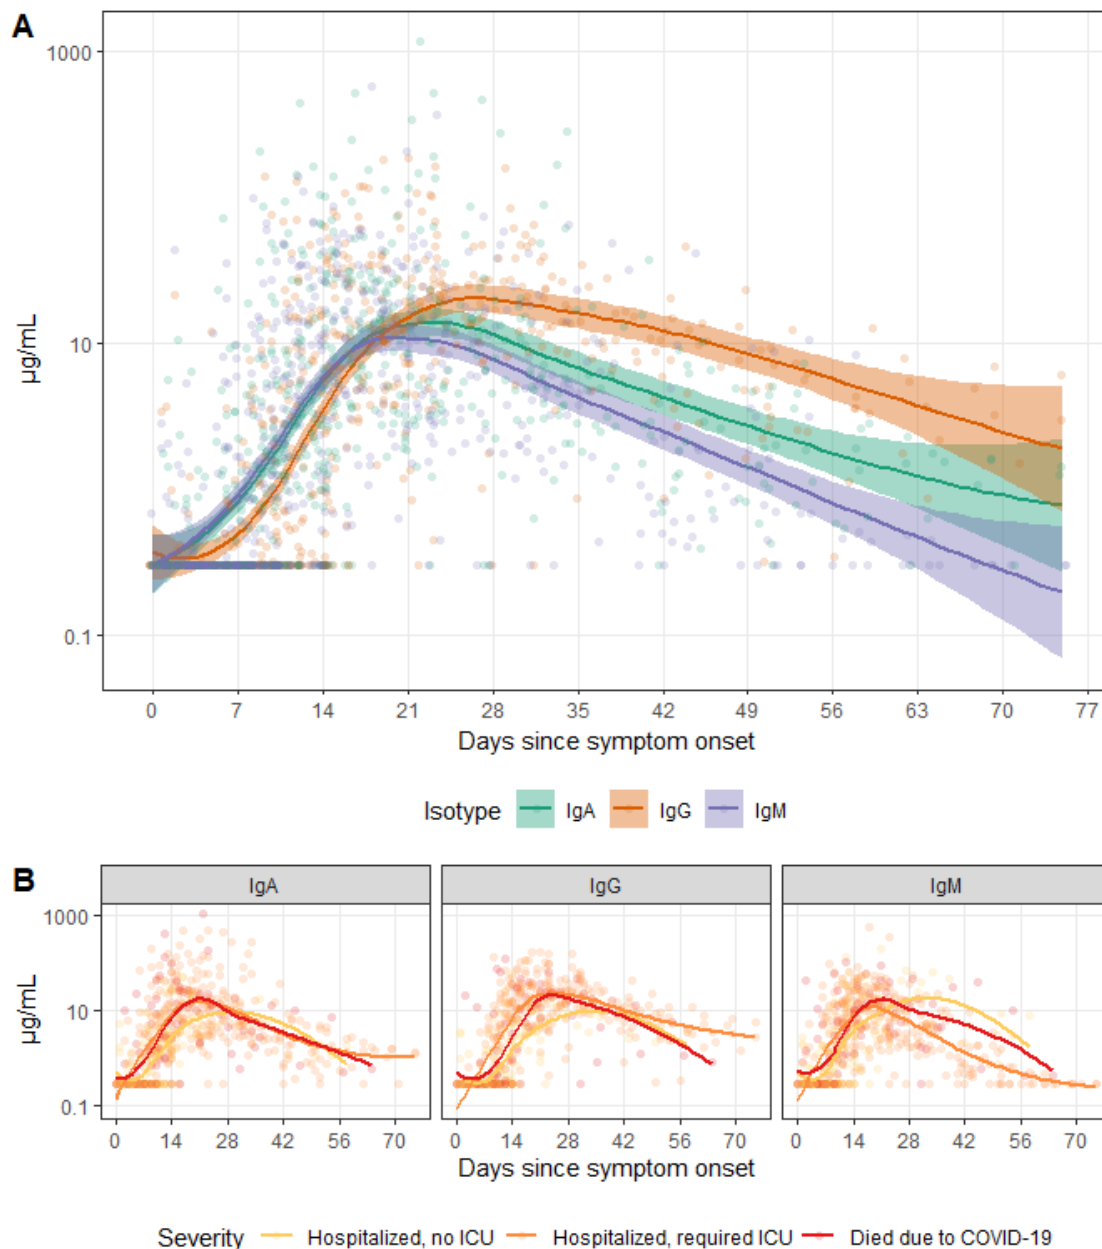 A
1000
10
0.1
µg/mL
0 7 14 21 28 35 42 49 56 63 70 77
Days since symptom onset
Isotype IgA IgG IgM
B
IgA IgG IgM
1000
10
0.1
µg/mL
0 14 28 42 56 70 0 14 28 42 56 70 0 14 28 42 56 70
Days since symptom onset
Severity Hospitalized, no ICU Hospitalized, required ICU Died due to COVID-19